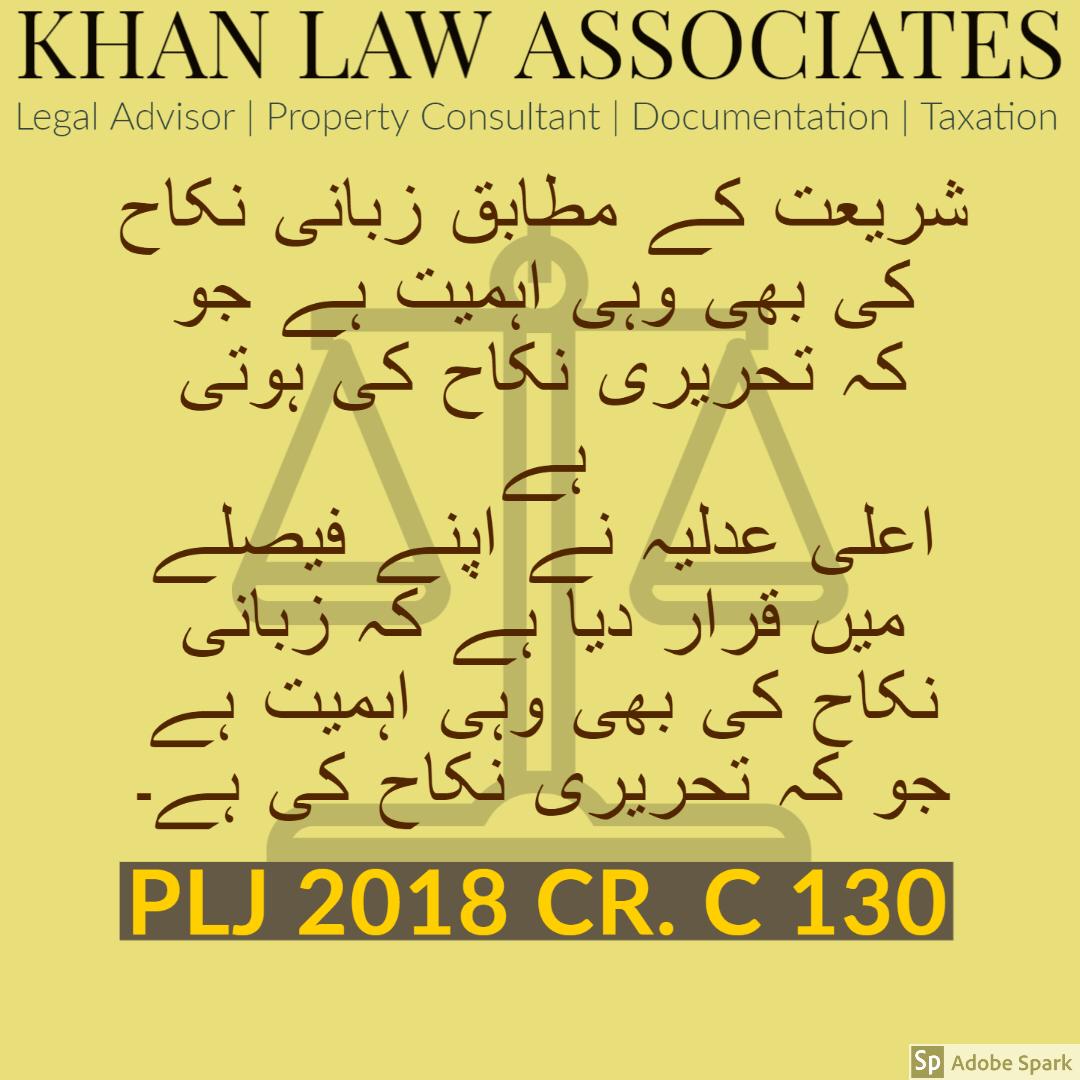 KHAN LAW ASSOCIATES
Legal Advisor | Property Consultant | Documentation | Taxation
شریعت کے مطابق زبانی نکاح
کی بھی وہی اہمیت ہے جو
کہ تحریری نکاح کی ہوتی
ہے
اعلی عدلیہ نے اپنے فیصلے
میں قرار دیا ہے کہ زبانی
نکاح کی بھی وہی اہمیت ہے
جو کہ تحریری نکاح کی ہے۔
PLJ 2018 CR. C 130
Sp Adobe Spark